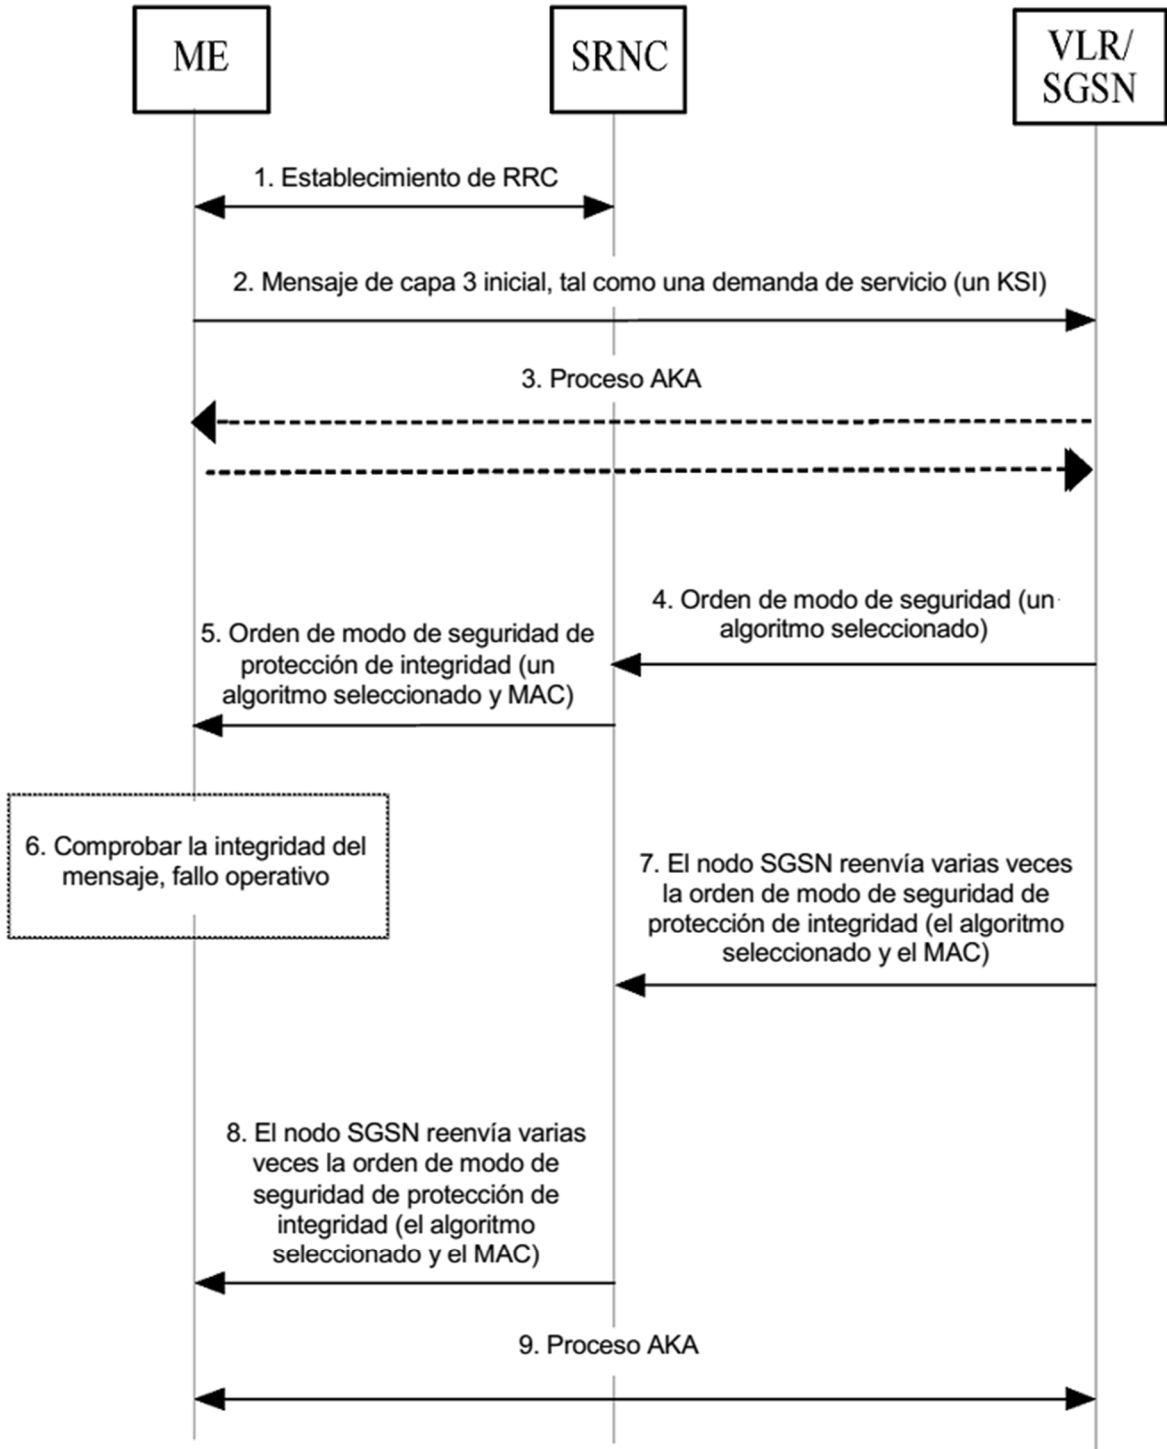 ME
SRNC
VLR/
SGSN
1. Establecimiento de RRC
2. Mensaje de capa 3 inicial, tal como una demanda de servicio (un KSI)
3. Proceso AKA
4. Orden de modo de seguridad (un
algoritmo seleccionado)
5. Orden de modo de seguridad de
protección de integridad (un
algoritmo seleccionado y MAC)
6. Comprobar la integridad del
mensaje, fallo operativo
7. El nodo SGSN reenvía varias veces
la orden de modo de seguridad de
protección de integridad (el algoritmo
seleccionado y el MAC)
8. El nodo SGSN reenvía varias
veces la orden de modo de
seguridad de protección de
integridad (el algoritmo
seleccionado y el MAC)
9. Proceso AKA